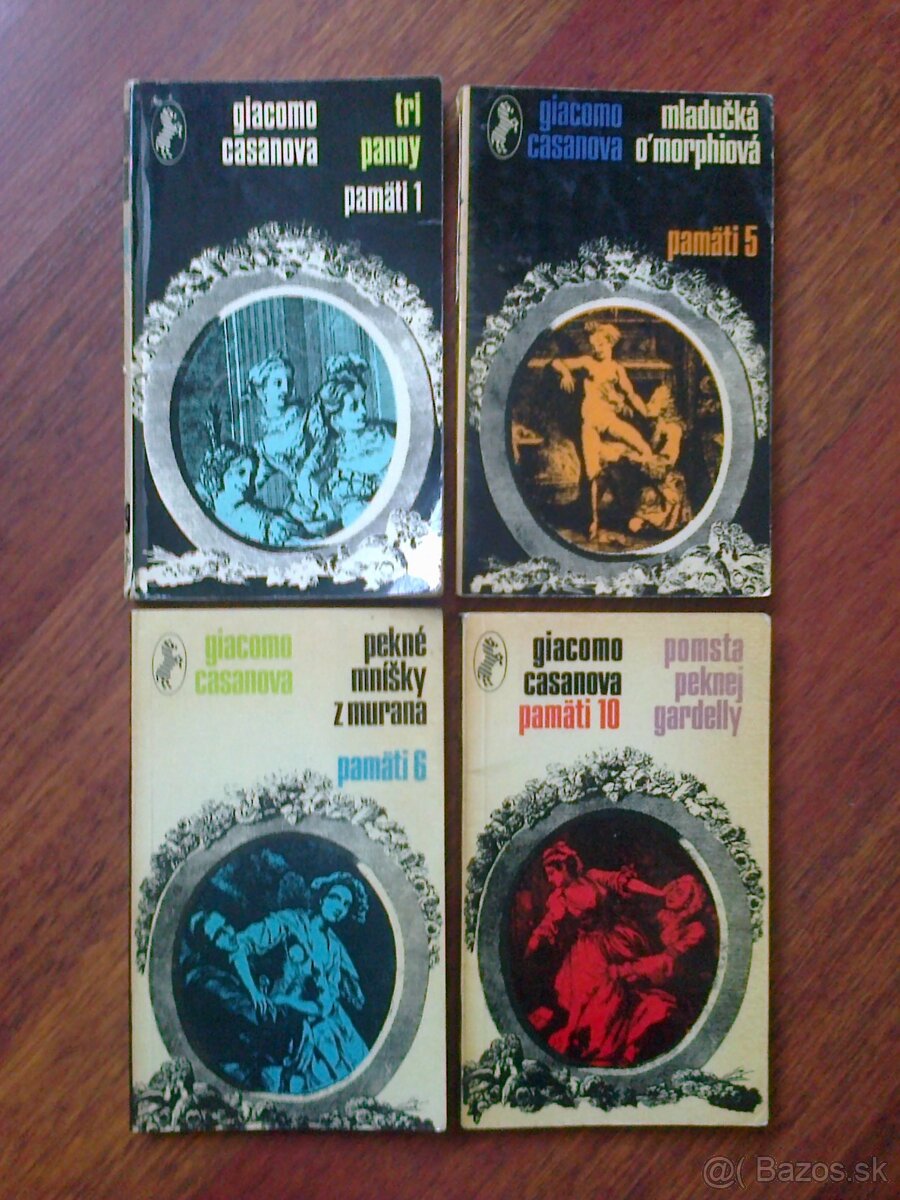 giacomo
casanova
tri
panny
pamäti 1
giacomo
casanova
mladučká
o'morphiová
pamäti 5
giacomo
casanova
pekné
mníšky
z murana
pamäti 6
giacomo
casanova
pamäti 10
pomsta
peknej
gardelly
@( Bazos.sk